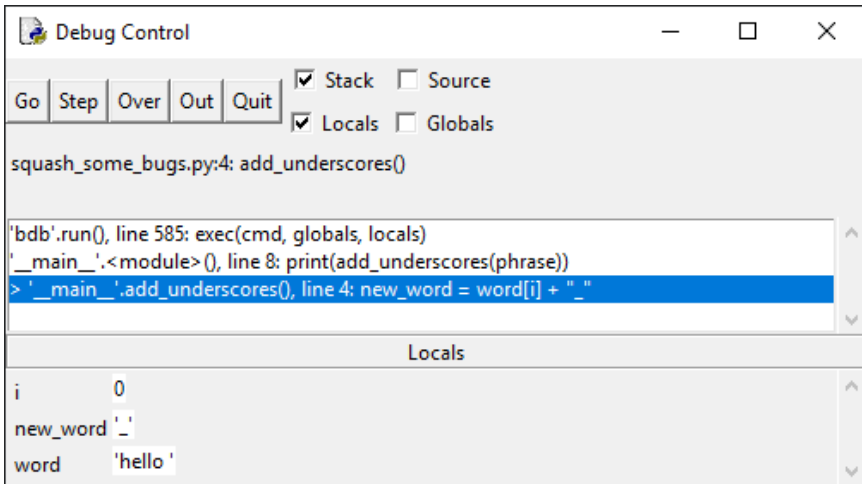 Debug Control
Go Step Over Out Quit
Stack Source
Locals Globals
squash_some_bugs.py:4: add_underscores()
'bdb'.run(), line 585: exec(cmd, globals, locals)
'__main__'.<module>(), line 8: print(add_underscores(phrase))
> '__main__'.add_underscores(), line 4: new_word = word[i] + "_"
Locals
i 0
new_word '_'
word 'hello '